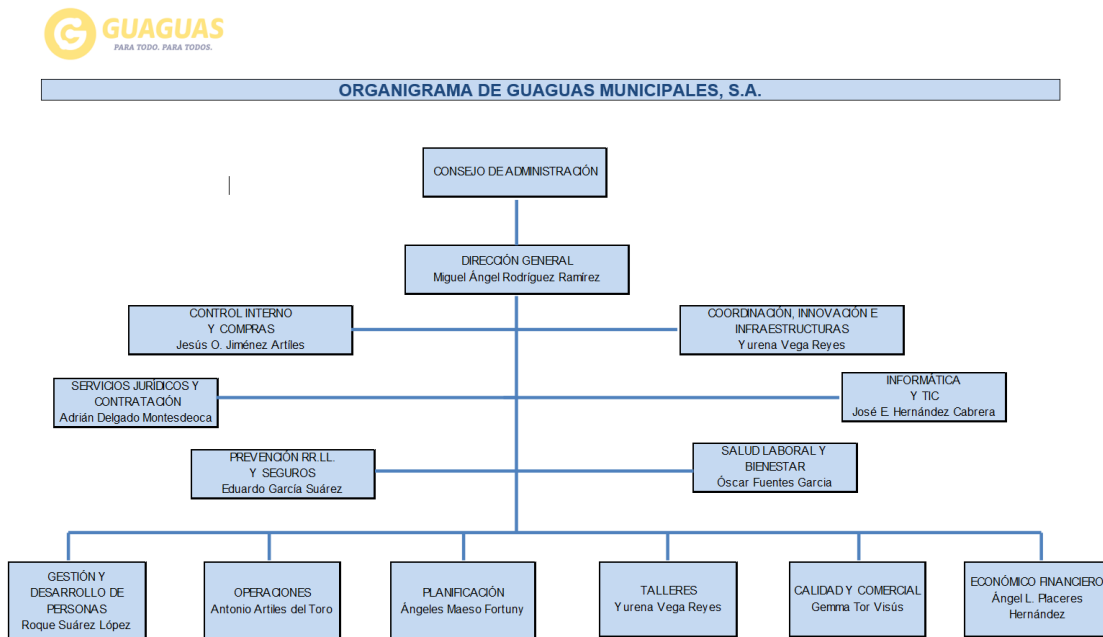 GUAGUAS
PARA TODO. PARA TODOS.
ORGANIGRAMA DE GUAGUAS MUNICIPALES, S.A.
CONSEJO DE ADMINISTRACIÓN
DIRECCIÓN GENERAL
Miguel Ángel Rodríguez Ramírez
CONTROL INTERNO
Y COMPRAS
Jesús O. Jiménez Artíles
COORDINACIÓN, INNOVACIÓN E
INFRAESTRUCTURAS
Yurena Vega Reyes
SERVICIOS JURÍDICOS Y
CONTRATACIÓN
Adrián Delgado Montesdeoca
INFORMÁTICA
Y TIC
José E. Hernández Cabrera
PREVENCIÓN RR.LL.
Y SEGUROS
Eduardo García Suárez
SALUD LABORAL Y
BIENESTAR
Óscar Fuentes Garcia
GESTIÓN Y
DESARROLLO DE
PERSONAS
Roque Suárez López
OPERACIONES
Antonio Artiles del Toro
PLANIFICACIÓN
Ángeles Maeso Fortuny
TALLERES
Yurena Vega Reyes
CALIDAD Y COMERCIAL
Gemma Tor Visús
ECONÓMICO FINANCIERO
Ángel L. Placeres
Hernández